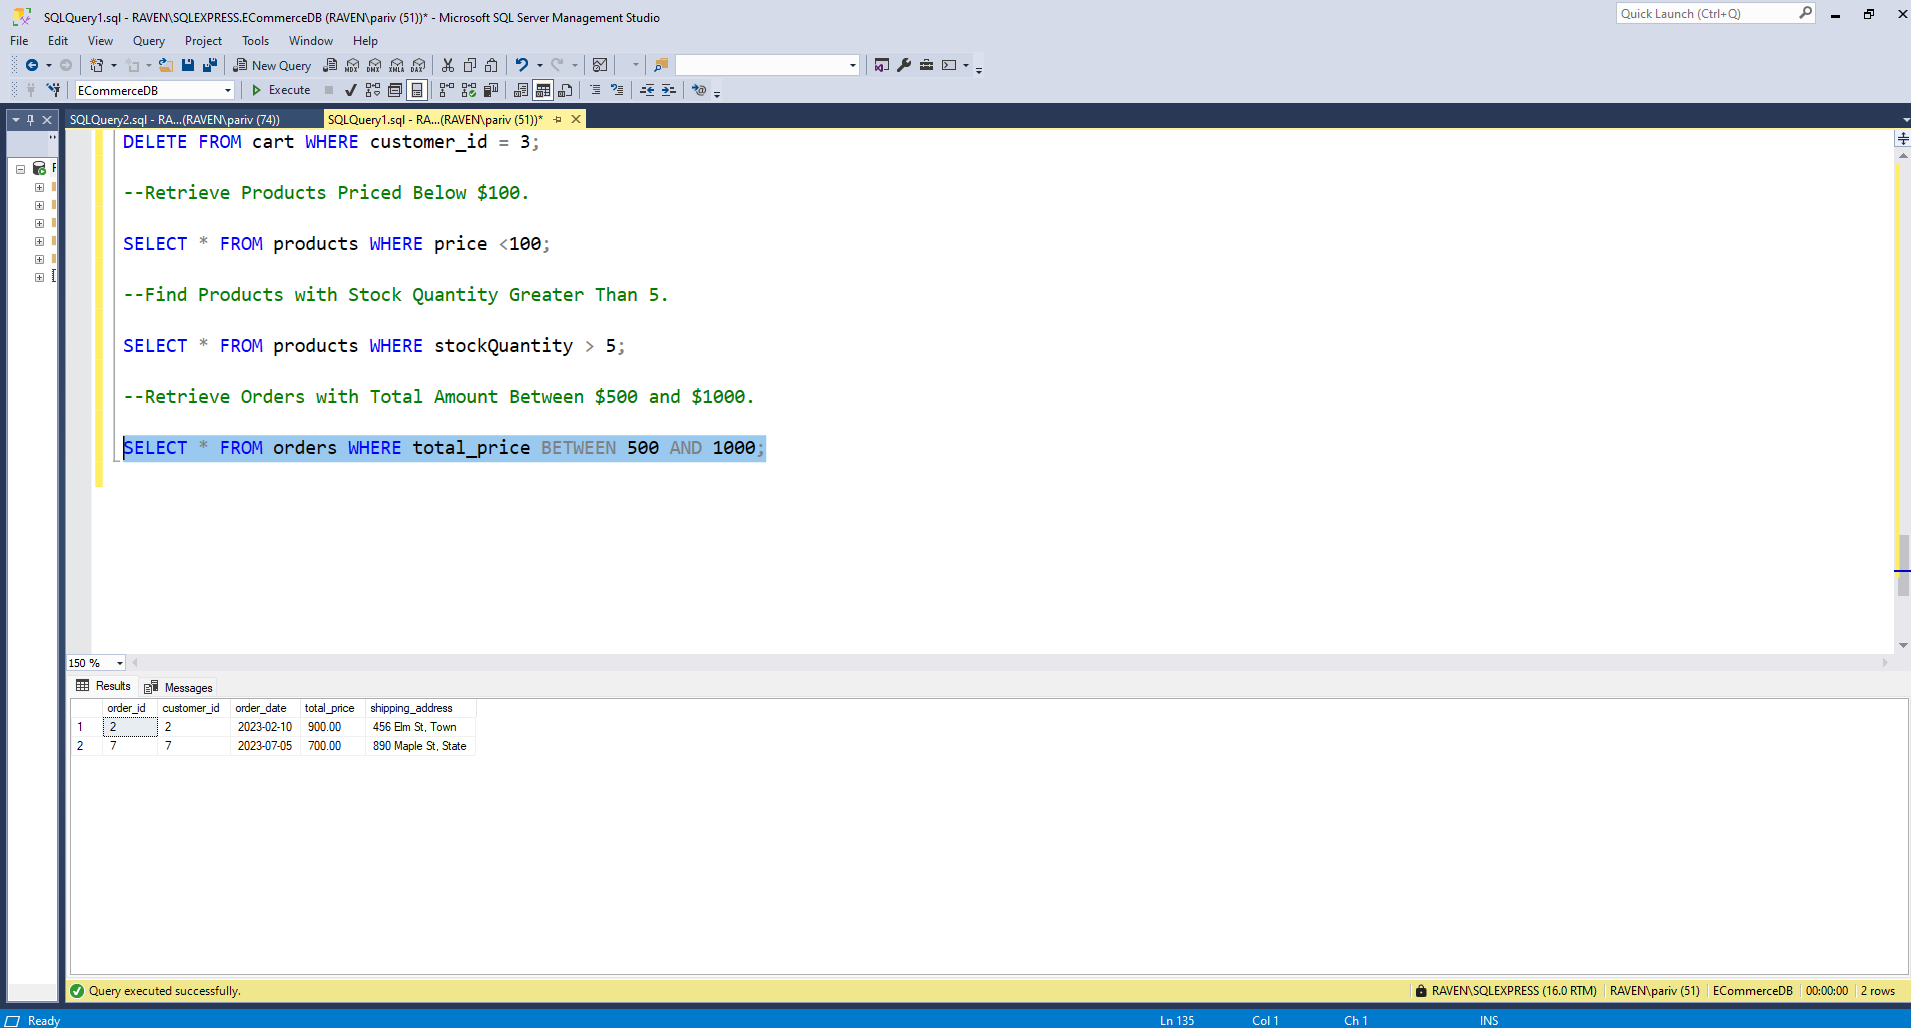 SQLQuery1.sql - RAVEN\SQLEXPRESS.ECommerceDB (RAVEN\pariv (51))* - Microsoft SQL Server Management Studio
Quick Launch (Ctrl+Q)
File Edit View Query Project Tools Window Help
New Query MDX DMX XMLA DAX
ECommerceDB Execute
SQLQuery2.sql - RA...(RAVEN\pariv (74)) SQLQuery1.sql - RA...(RAVEN\pariv (51))*
DELETE FROM cart WHERE customer_id = 3;
--Retrieve Products Priced Below $100.
SELECT * FROM products WHERE price <100;
--Find Products with Stock Quantity Greater Than 5.
SELECT * FROM products WHERE stockQuantity > 5;
--Retrieve Orders with Total Amount Between $500 and $1000.
SELECT * FROM orders WHERE total_price BETWEEN 500 AND 1000;
150 %
Results Messages
order_id customer_id order_date total_price shipping_address
1 2 2 2023-02-10 900.00 456 Elm St, Town
2 7 7 2023-07-05 700.00 890 Maple St, State
Query executed successfully. RAVEN\SQLEXPRESS (16.0 RTM) RAVEN\pariv (51) ECommerceDB 00:00:00 2 rows
Ready Ln 135 Col 1 Ch 1 INS